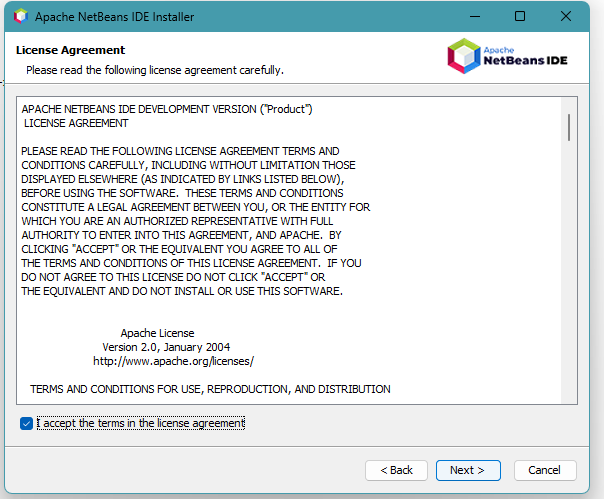 Apache NetBeans IDE Installer
License Agreement
Please read the following license agreement carefully.
Apache
NetBeans IDE
APACHE NETBEANS IDE DEVELOPMENT VERSION ("Product")
LICENSE AGREEMENT
PLEASE READ THE FOLLOWING LICENSE AGREEMENT TERMS AND
CONDITIONS CAREFULLY, INCLUDING WITHOUT LIMITATION THOSE
DISPLAYED ELSEWHERE (AS INDICATED BY LINKS LISTED BELOW),
BEFORE USING THE SOFTWARE.  THESE TERMS AND CONDITIONS
CONSTITUTE A LEGAL AGREEMENT BETWEEN YOU, OR THE ENTITY FOR
WHICH YOU ARE AN AUTHORIZED REPRESENTATIVE WITH FULL
AUTHORITY TO ENTER INTO THIS AGREEMENT, AND APACHE.  BY
CLICKING "ACCEPT" OR THE EQUIVALENT YOU AGREE TO ALL OF
THE TERMS AND CONDITIONS OF THIS LICENSE AGREEMENT.  IF YOU
DO NOT AGREE TO THIS LICENSE DO NOT CLICK "ACCEPT" OR
THE EQUIVALENT AND DO NOT INSTALL OR USE THIS SOFTWARE.
Apache License
Version 2.0, January 2004
http://www.apache.org/licenses/
TERMS AND CONDITIONS FOR USE, REPRODUCTION, AND DISTRIBUTION
I accept the terms in the license agreement
< Back
Next >
Cancel